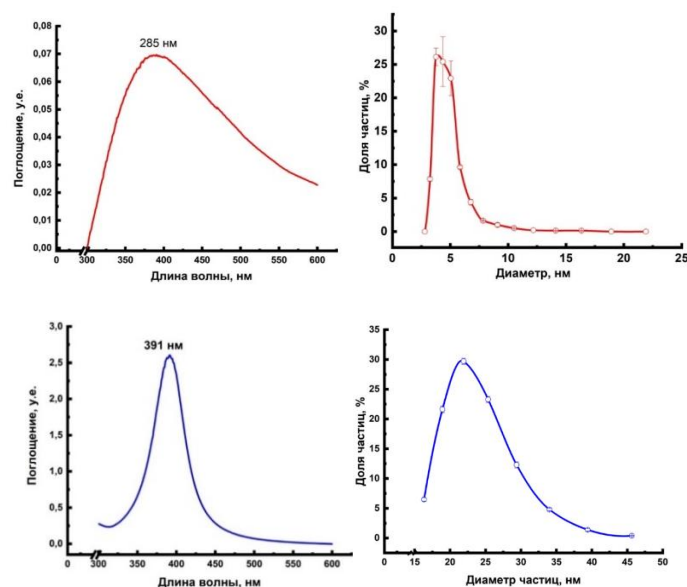 285 нм
0,08
0,07
0,06
0,05
0,04
0,03
0,02
0,01
0,00
Поглощение, у.е.
0 300 350 400 450 500 550 600
Длина волны, нм
35
30
25
20
15
10
5
0
Доля частиц, %
0 5 10 15 20 25
Диаметр, нм
391 нм
3,0
2,5
2,0
1,5
1,0
0,5
0,0
Поглощение, у.е.
0 300 350 400 450 500 550 600
Длина волны, нм
35
30
25
20
15
10
5
0
Доля частиц, %
0 15 20 25 30 35 40 45 50
Диаметр частиц, нм